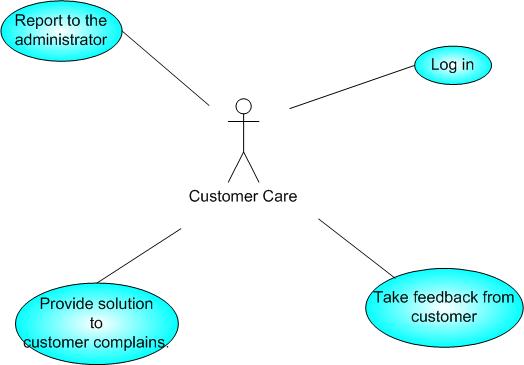 Report to the
administrator
Log in
Customer Care
Provide solution
to
customer complains.
Take feedback from
customer